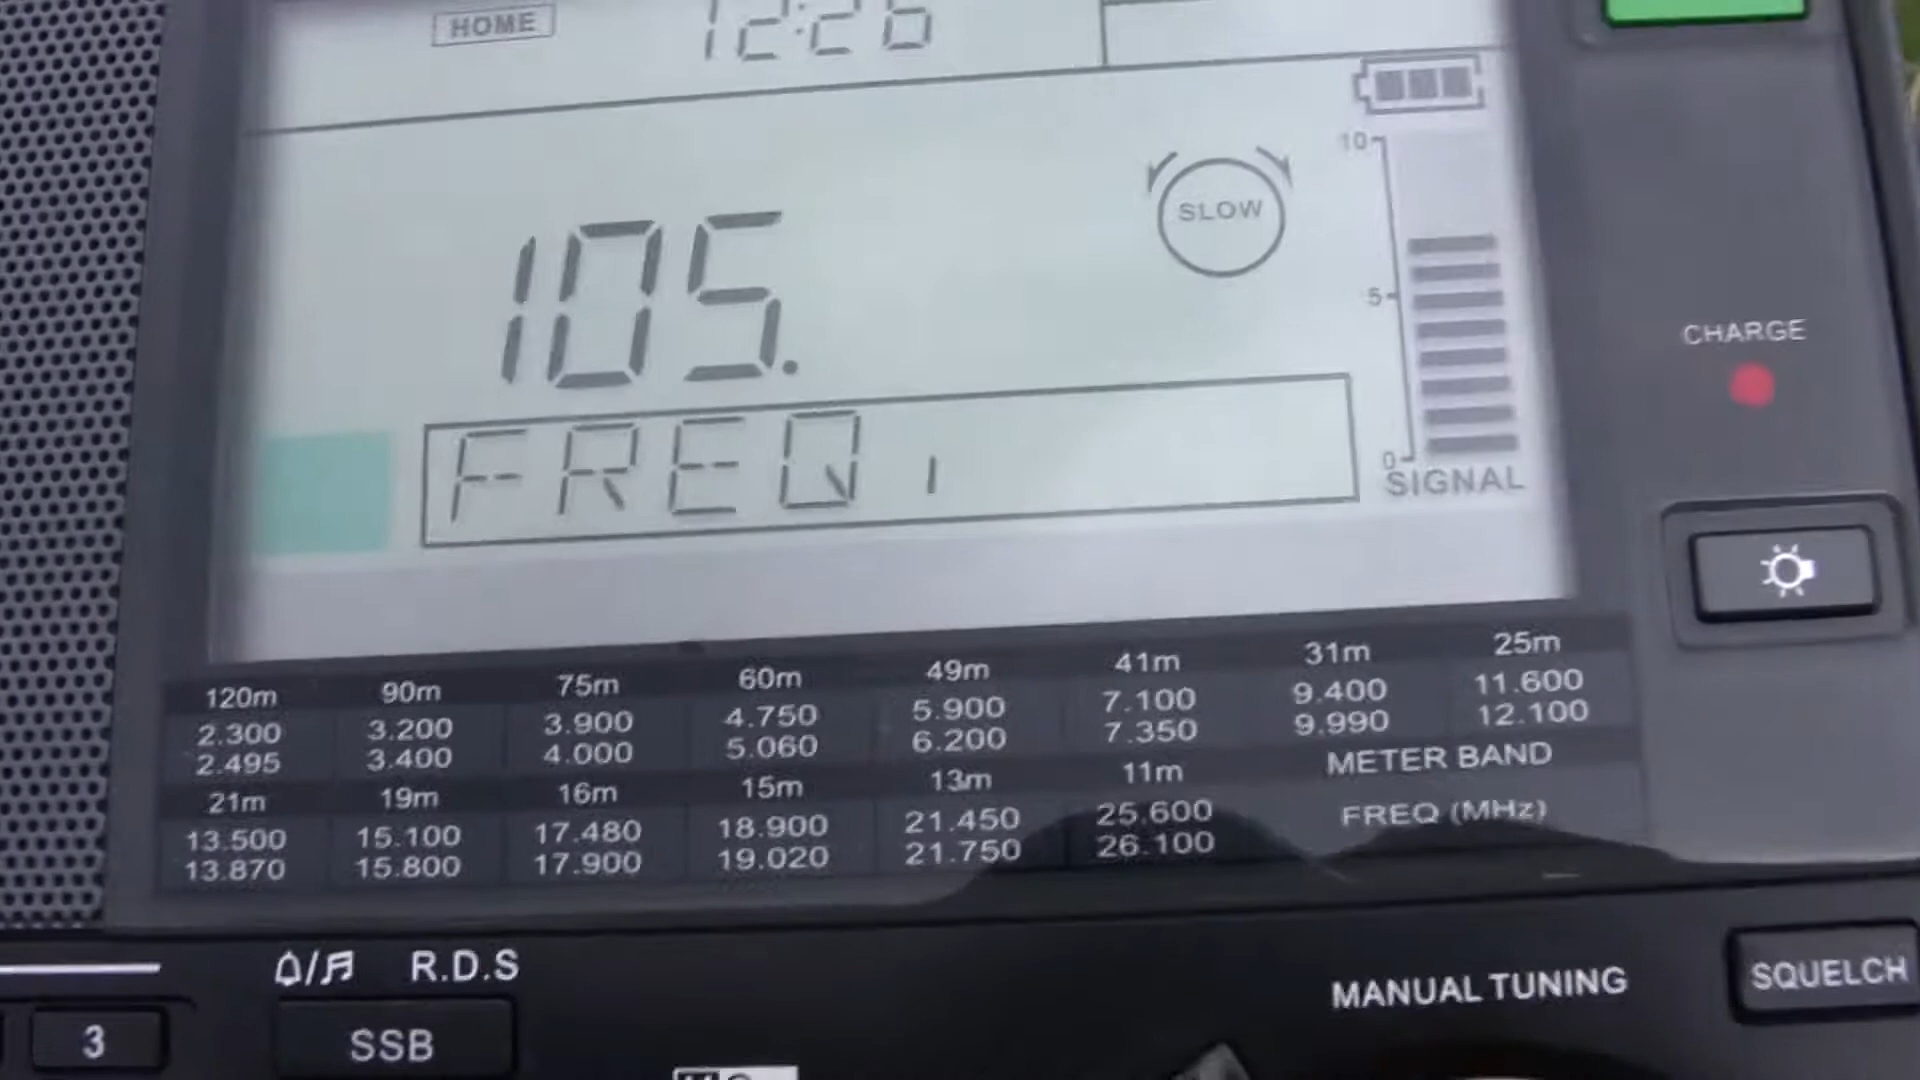 HOME
12:26
10
SLOW
105.
5
CHARGE
FREQ
0
SIGNAL
120m 90m 75m 60m 49m 41m 31m 25m
2.300 3.200 3.900 4.750 5.900 7.100 9.400 11.600
2.495 3.400 4.000 5.060 6.200 7.350 9.990 12.100
21m 19m 16m 15m 13m 11m METER BAND
13.500 15.100 17.480 18.900 21.450 25.600 FREQ (MHz)
13.870 15.800 17.900 19.020 21.750 26.100
R.D.S
MANUAL TUNING
SQUELCH
3
SSB